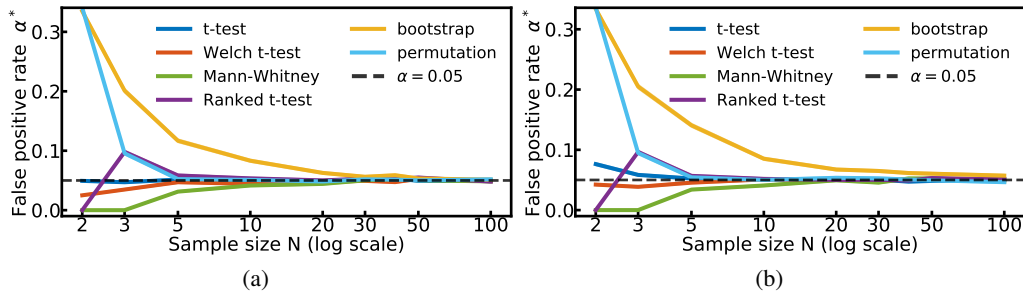 False positive rate α*
0.3
0.2
0.1
0.0
t-test
Welch t-test
Mann-Whitney
Ranked t-test
bootstrap
permutation
α = 0.05
2 3 5 10 20 30 50 100
Sample size N (log scale)
(a)
False positive rate α*
0.3
0.2
0.1
0.0
t-test
Welch t-test
Mann-Whitney
Ranked t-test
bootstrap
permutation
α = 0.05
2 3 5 10 20 30 50 100
Sample size N (log scale)
(b)